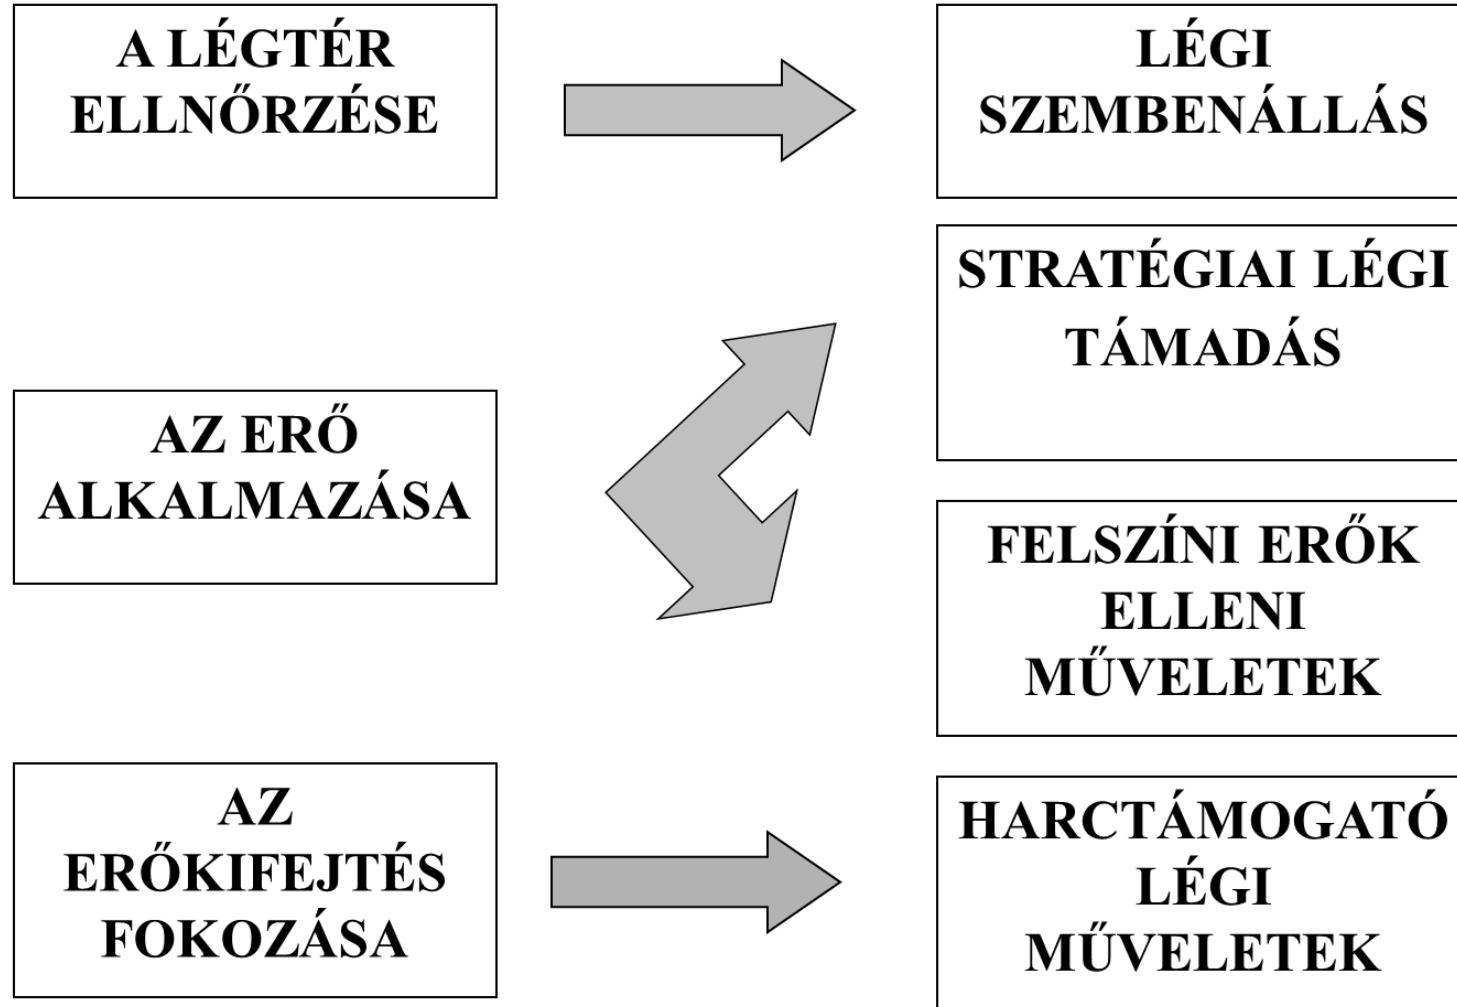 A LÉGTÉR
ELLNŐRZÉSE
LÉGI
SZEMBENÁLLÁS
STRATÉGIAI LÉGI
TÁMADÁS
AZ ERŐ
ALKALMAZÁSA
FELSZÍNI ERŐK
ELLENI
MŰVELETEK
AZ
ERŐKIFEJTÉS
FOKOZÁSA
HARCTÁMOGATÓ
LÉGI
MŰVELETEK